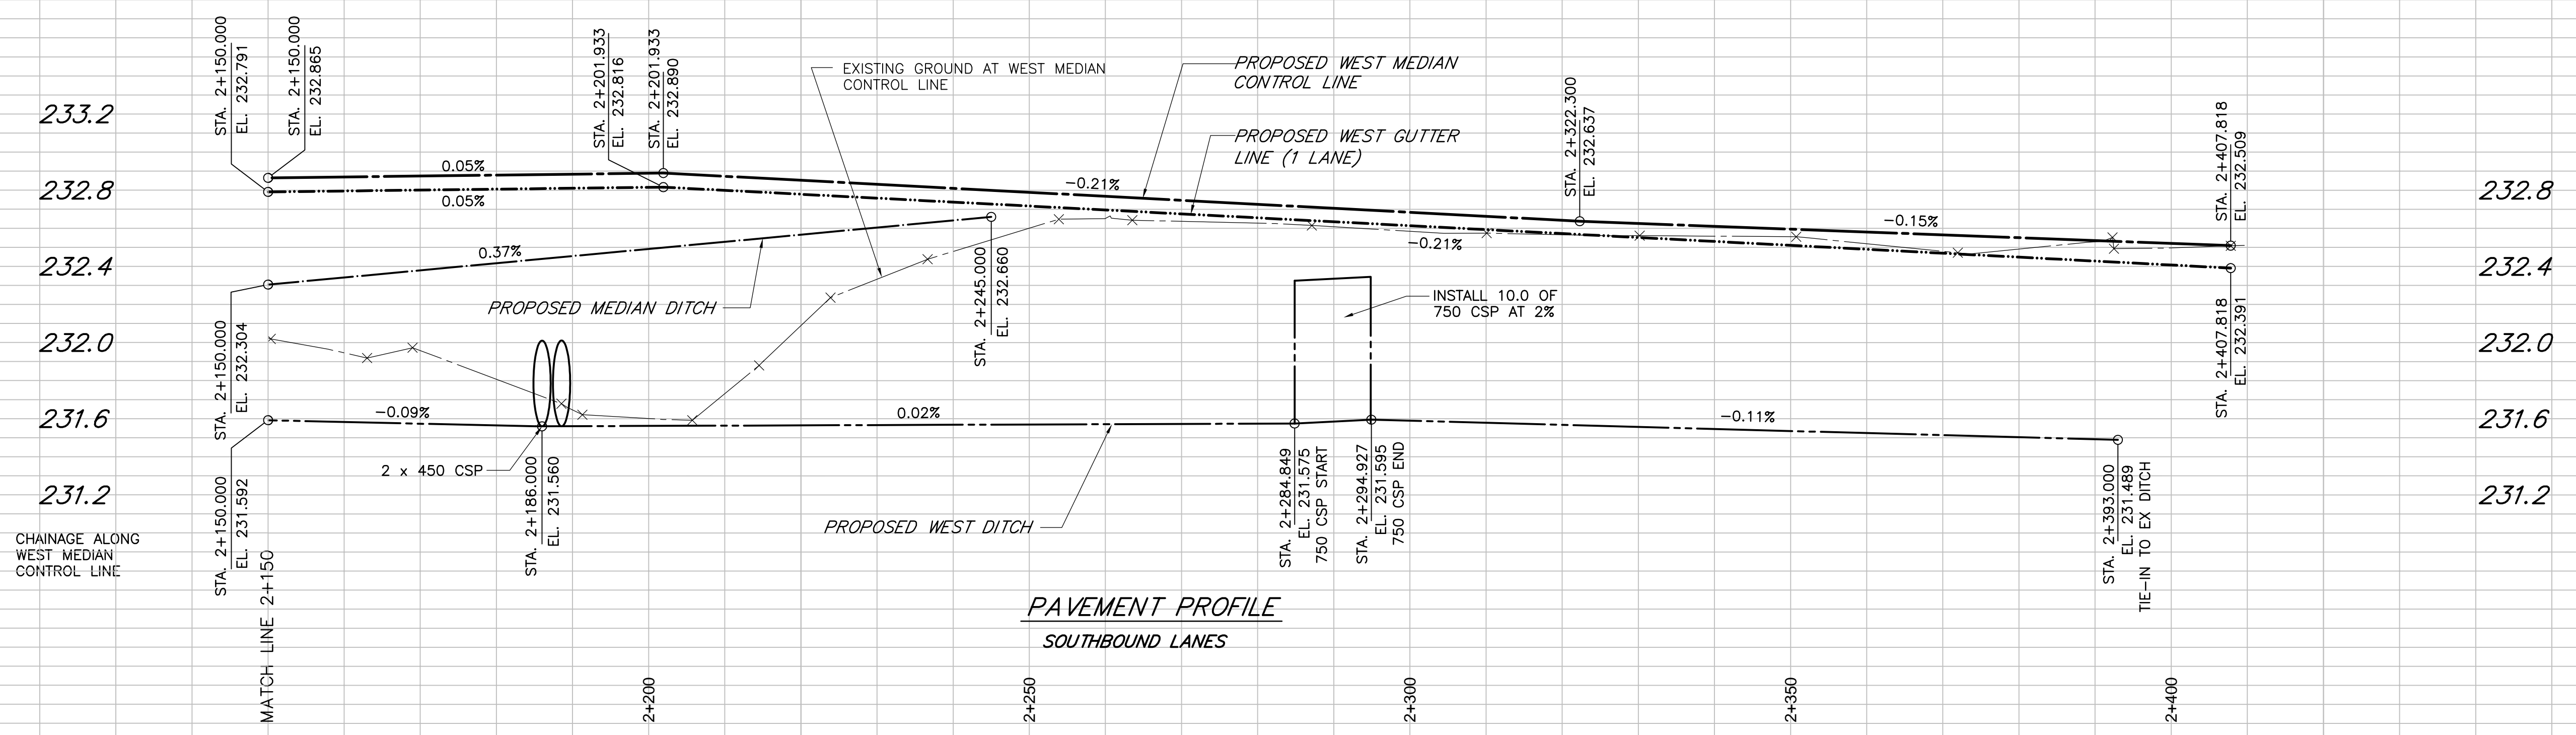 STA. 2+150.000
EL. 232.791
STA. 2+150.000
EL. 232.865
STA. 2+201.933
EL. 232.816
STA. 2+201.933
EL. 232.890
EXISTING GROUND AT WEST MEDIAN
CONTROL LINE
PROPOSED WEST MEDIAN
CONTROL LINE
PROPOSED WEST GUTTER
LINE (1 LANE)
STA. 2+322.300
EL. 232.637
STA. 2+407.818
EL. 232.509
233.2
232.8
232.4
232.0
231.6
231.2
232.8
232.4
232.0
231.6
231.2
0.05%
0.05%
-0.21%
-0.21%
-0.15%
0.37%
PROPOSED MEDIAN DITCH
STA. 2+245.000
EL. 232.660
INSTALL 10.0 OF
750 CSP AT 2%
STA. 2+150.000
EL. 232.304
STA. 2+407.818
EL. 232.391
-0.09%
0.02%
-0.11%
2 x 450 CSP
STA. 2+150.000
EL. 231.592
STA. 2+186.000
EL. 231.560
PROPOSED WEST DITCH
STA. 2+284.849
EL. 231.575
750 CSP START
STA. 2+294.927
EL. 231.595
750 CSP END
STA. 2+393.000
EL. 231.489
TIE-IN TO EX DITCH
CHAINAGE ALONG
WEST MEDIAN
CONTROL LINE
MATCH LINE 2+150
PAVEMENT PROFILE
SOUTHBOUND LANES
2+200
2+250
2+300
2+350
2+400